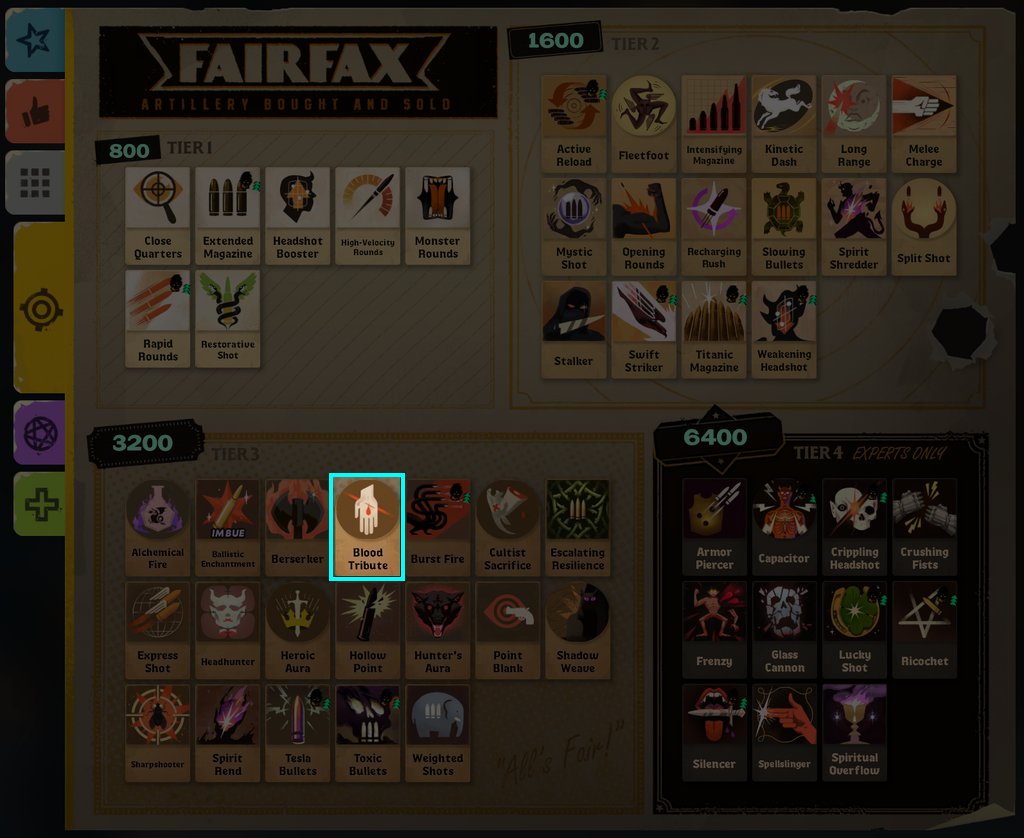 FAIRFAX
ARTILLERY BOUGHT AND SOLD
800 TIER 1
Close Quarters
Extended Magazine
Headshot Booster
High-Velocity Rounds
Monster Rounds
Rapid Rounds
Restorative Shot
1600 TIER 2
Active Reload
Fleetfoot
Intensifying Magazine
Kinetic Dash
Long Range
Melee Charge
Mystic Shot
Opening Rounds
Recharging Rush
Slowing Bullets
Spirit Shredder
Split Shot
Stalker
Swift Striker
Titanic Magazine
Weakening Headshot
3200 TIER 3
Alchemical Fire
IMBUE
Ballistic Enchantment
Berserker
Blood Tribute
Burst Fire
Cultist Sacrifice
Escalating Resilience
Express Shot
Headhunter
Heroic Aura
Hollow Point
Hunter's Aura
Point Blank
Shadow Weave
Sharpshooter
Spirit Rend
Tesla Bullets
Toxic Bullets
Weighted Shots
"All's Fair!"
6400 TIER 4 EXPERTS ONLY
Armor Piercer
Capacitor
Crippling Headshot
Crushing Fists
Frenzy
Glass Cannon
Lucky Shot
Ricochet
Silencer
Spellslinger
Spiritual Overflow